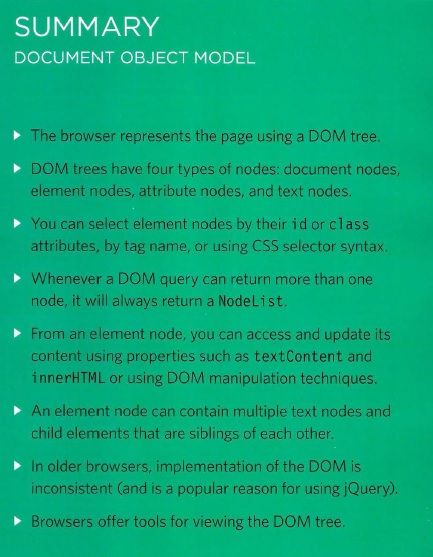 SUMMARY
DOCUMENT OBJECT MODEL
The browser represents the page using a DOM tree.
DOM trees have four types of nodes: document nodes,
element nodes, attribute nodes, and text nodes.
You can select element nodes by their id or class
attributes, by tag name, or using CSS selector syntax.
Whenever a DOM query can return more than one
node, it will always return a NodeList.
From an element node, you can access and update its
content using properties such as textContent and
innerHTML or using DOM manipulation techniques.
An element node can contain multiple text nodes and
child elements that are siblings of each other.
In older browsers, implementation of the DOM is
inconsistent (and is a popular reason for using jQuery).
Browsers offer tools for viewing the DOM tree.